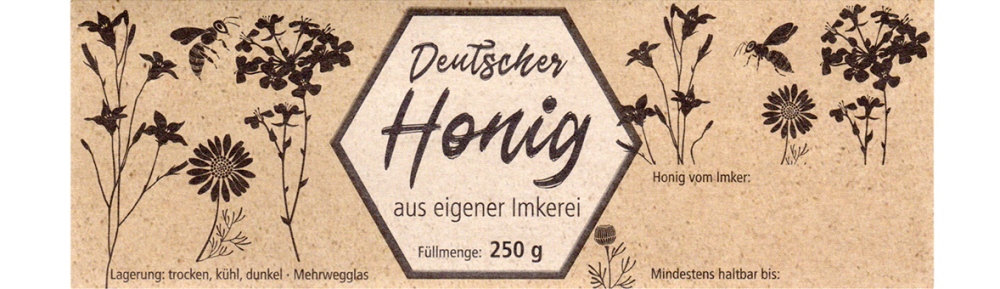 Deutscher
Honig
aus eigener Imkerei
Füllmenge: 250 g
Lagerung: trocken, kühl, dunkel · Mehrwegglas
Honig vom Imker:
Mindestens haltbar bis: